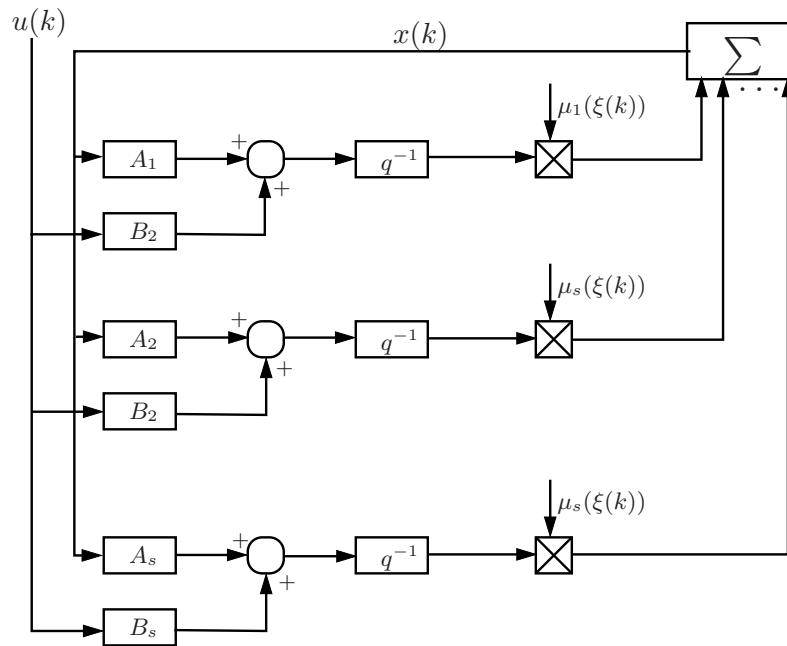 u(k)
x(k)
∑
· · ·
μ₁(ξ(k))
A₁
+
+
q⁻¹
B₂
μₛ(ξ(k))
A₂
+
+
q⁻¹
B₂
μₛ(ξ(k))
Aₛ
+
+
q⁻¹
Bₛ